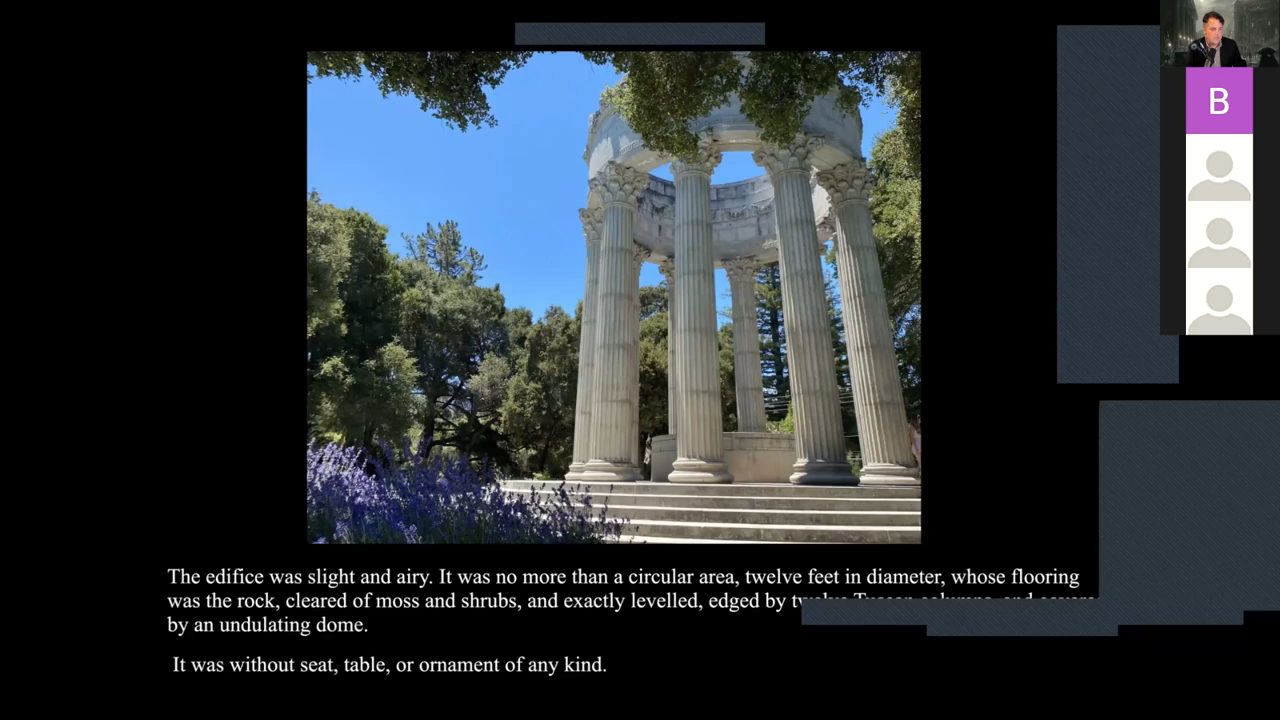 B
The edifice was slight and airy. It was no more than a circular area, twelve feet in diameter, whose flooring
was the rock, cleared of moss and shrubs, and exactly levelled, edged by
by an undulating dome.
It was without seat, table, or ornament of any kind.